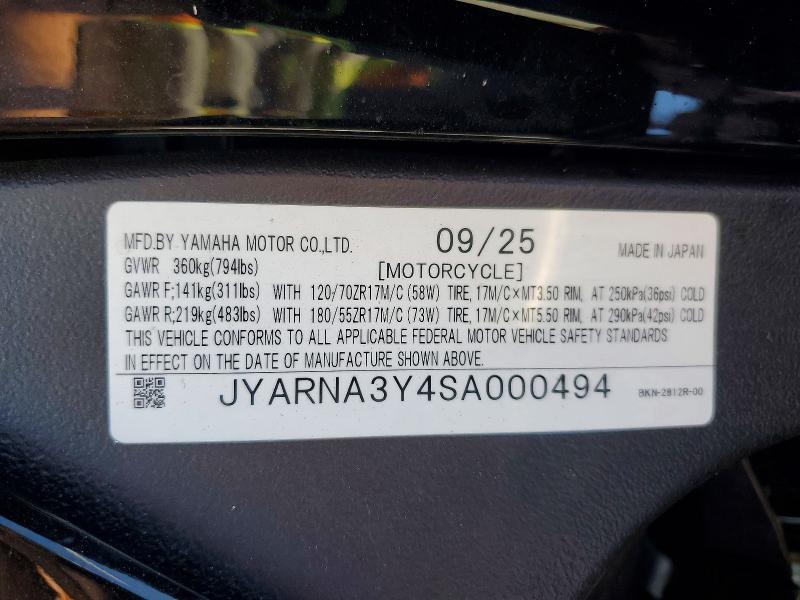 MFD.BY YAMAHA MOTOR CO.,LTD. 09/25 MADE IN JAPAN
GVWR 360kg(794lbs) [MOTORCYCLE]
GAWR F;141kg(311lbs) WITH 120/70ZR17M/C (58W) TIRE, 17M/C×MT3.50 RIM, AT 250kPa(36psi) COLD
GAWR R;219kg(483lbs) WITH 180/55ZR17M/C (73W) TIRE, 17M/C×MT5.50 RIM, AT 290kPa(42psi) COLD
THIS VEHICLE CONFORMS TO ALL APPLICABLE FEDERAL MOTOR VEHICLE SAFETY STANDARDS
IN EFFECT ON THE DATE OF MANUFACTURE SHOWN ABOVE.
JYARNA3Y4SA000494 BKN-2812R-00